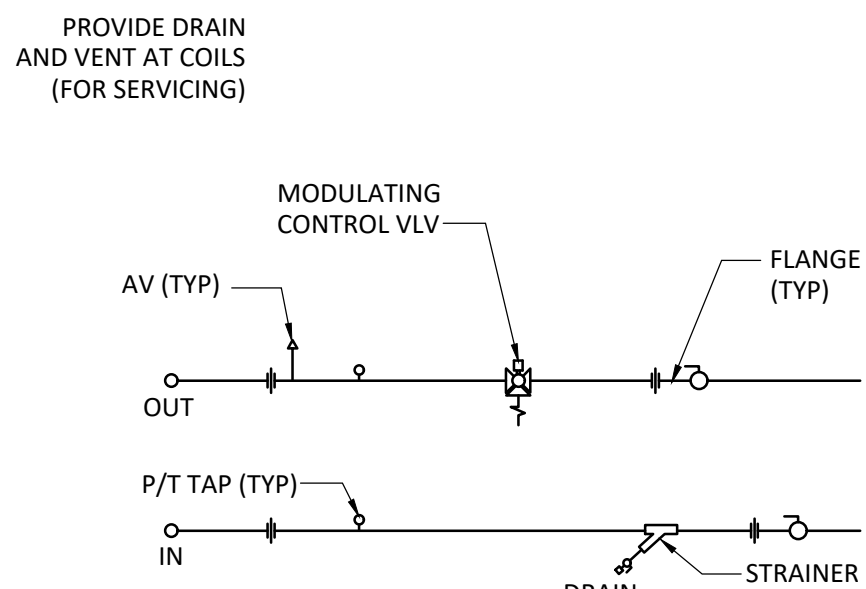 PROVIDE DRAIN
AND VENT AT COILS
(FOR SERVICING)
MODULATING
CONTROL VLV
FLANGE
(TYP)
AV (TYP)
OUT
P/T TAP (TYP)
IN
STRAINER
DRAIN